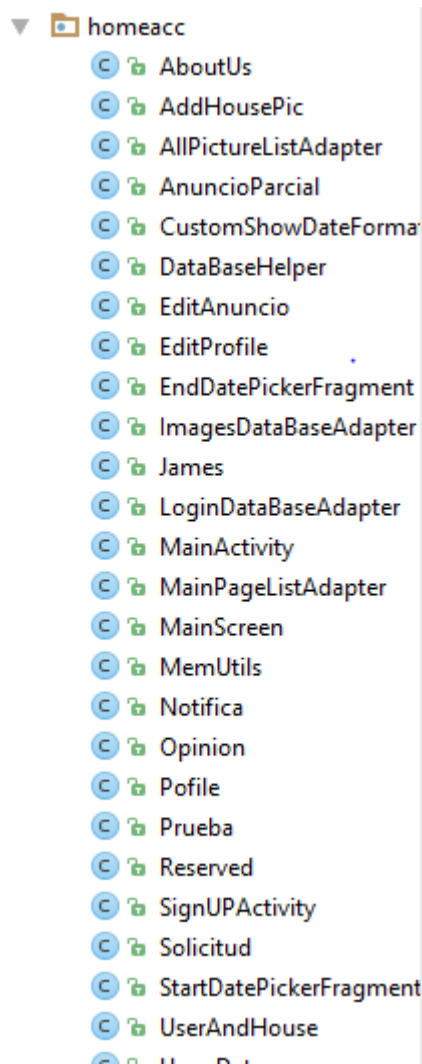 homeacc
AboutUs
AddHousePic
AllPictureListAdapter
AnuncioParcial
CustomShowDateFormat
DataBaseHelper
EditAnuncio
EditProfile
EndDatePickerFragment
ImagesDataBaseAdapter
James
LoginDataBaseAdapter
MainActivity
MainPageListAdapter
MainScreen
MemUtils
Notifica
Opinion
Pofile
Prueba
Reserved
SignUPActivity
Solicitud
StartDatePickerFragment
UserAndHouse